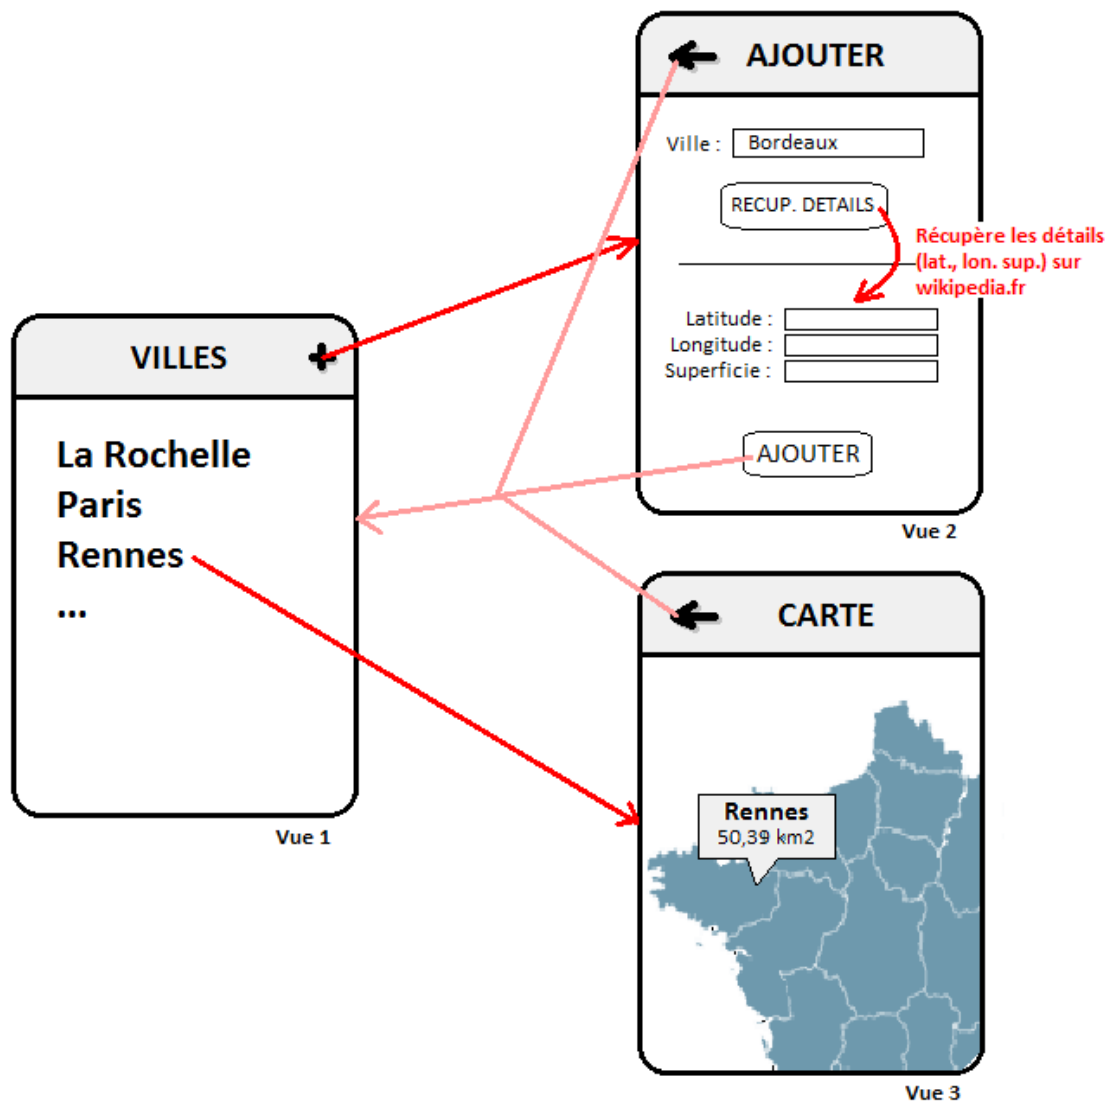 VILLES +
La Rochelle
Paris
Rennes
...
Vue 1
AJOUTER
Ville : Bordeaux
RECUP. DETAILS
Récupère les détails
(lat., lon. sup.) sur
wikipedia.fr
Latitude :
Longitude :
Superficie :
AJOUTER
Vue 2
CARTE
Rennes
50,39 km2
Vue 3